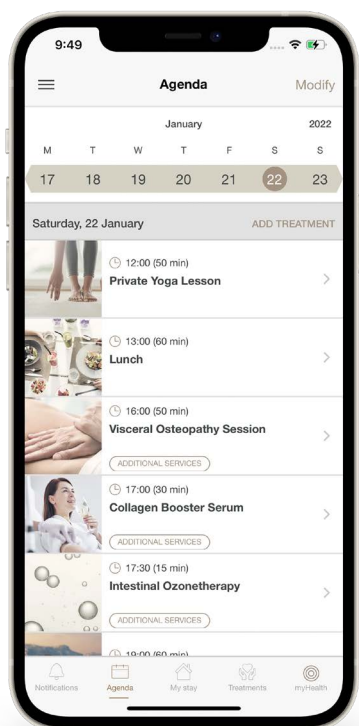 9:49
Agenda
Modify
January 2022
M T W T F S S
17 18 19 20 21 22 23
Saturday, 22 January ADD TREATMENT
12:00 (50 min)
Private Yoga Lesson
13:00 (60 min)
Lunch
16:00 (50 min)
Visceral Osteopathy Session
ADDITIONAL SERVICES
17:00 (30 min)
Collagen Booster Serum
ADDITIONAL SERVICES
17:30 (15 min)
Intestinal Ozonetherapy
ADDITIONAL SERVICES
19:00 (60 min)
Notifications Agenda My stay Treatments myHealth